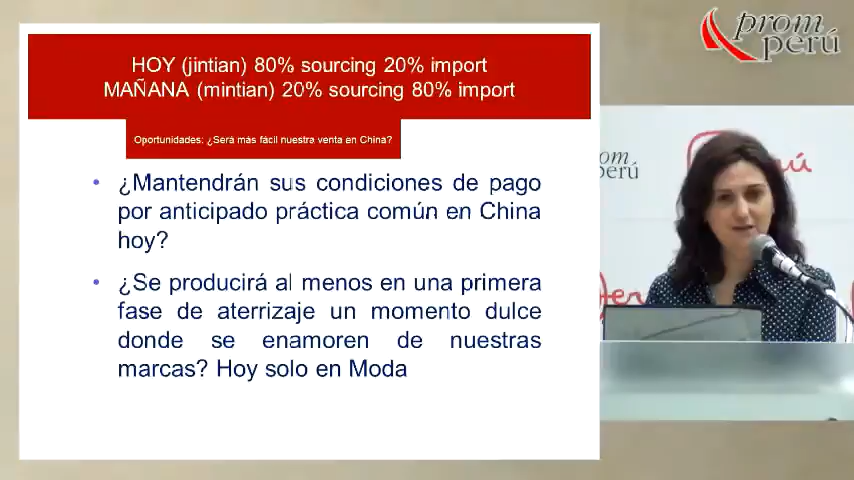 HOY (jintian) 80% sourcing 20% import
MAÑANA (mintian) 20% sourcing 80% import
Oportunidades: ¿Será más fácil nuestra venta en China?
• ¿Mantendrán sus condiciones de pago
por anticipado práctica común en China
hoy?
• ¿Se producirá al menos en una primera
fase de aterrizaje un momento dulce
donde se enamoren de nuestras
marcas? Hoy solo en Moda
prom
perú
om
perú